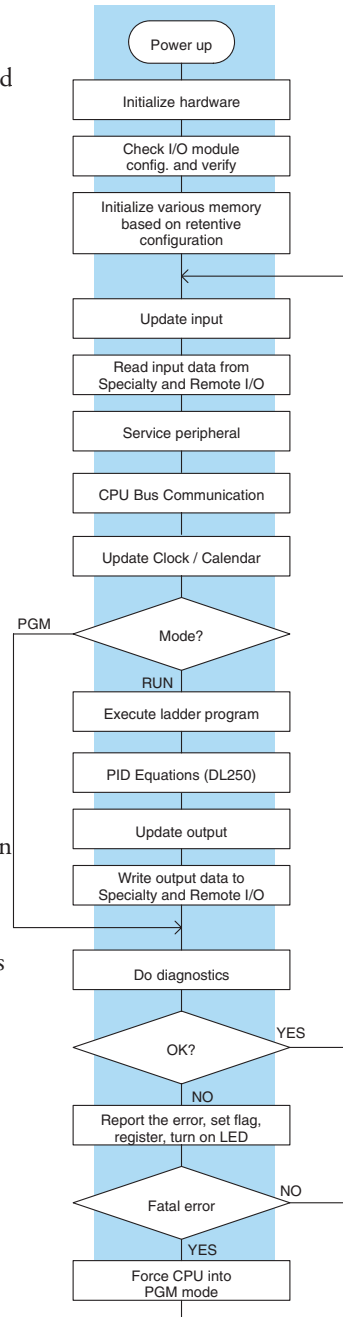 Power up
d
Initialize hardware
Check I/O module
config. and verify
Initialize various memory
based on retentive
configuration
Update input
Read input data from
Specialty and Remote I/O
Service peripheral
CPU Bus Communication
Update Clock / Calendar
PGM
Mode?
RUN
Execute ladder program
PID Equations (DL250)
Update output
n
Write output data to
Specialty and Remote I/O
s
Do diagnostics
YES
OK?
NO
Report the error, set flag,
register, turn on LED
NO
Fatal error
YES
Force CPU into
PGM mode